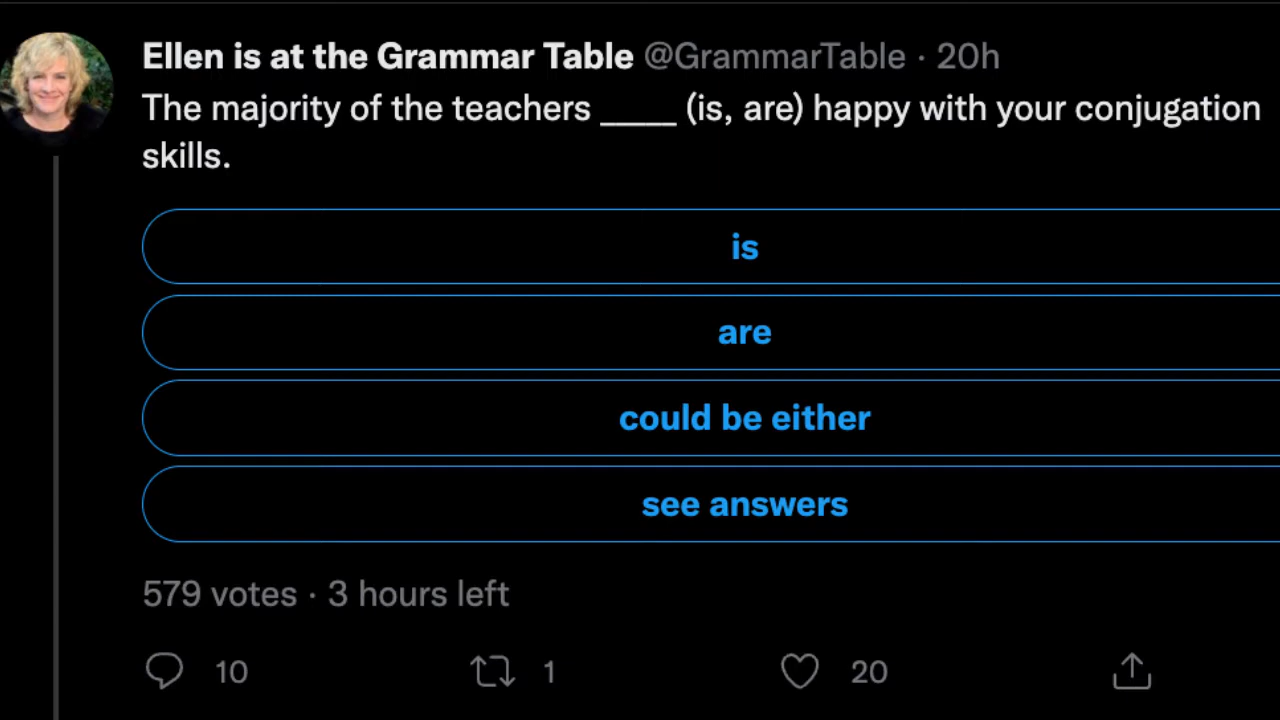 Ellen is at the Grammar Table @GrammarTable · 20h
The majority of the teachers _____ (is, are) happy with your conjugation
skills.
is
are
could be either
see answers
579 votes · 3 hours left
10 1 20